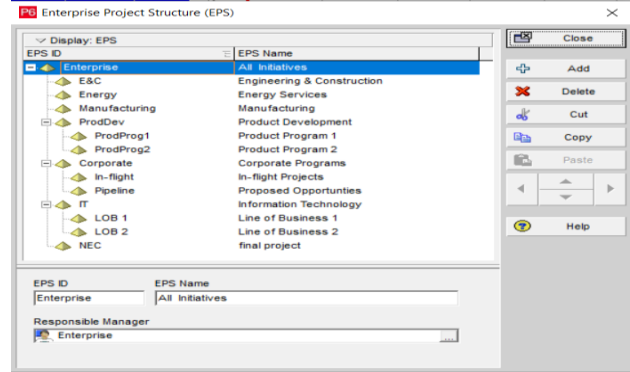 P6 Enterprise Project Structure (EPS)
Display: EPS
EPS ID EPS Name
Enterprise All Initiatives
E&C Engineering & Construction
Energy Energy Services
Manufacturing Manufacturing
ProdDev Product Development
ProdProg1 Product Program 1
ProdProg2 Product Program 2
Corporate Corporate Programs
In-flight In-flight Projects
Pipeline Proposed Opportunties
IT Information Technology
LOB 1 Line of Business 1
LOB 2 Line of Business 2
NEC final project
EPS ID EPS Name
Enterprise All Initiatives
Responsible Manager
Enterprise
...
Close
Add
Delete
Cut
Copy
Paste
Help